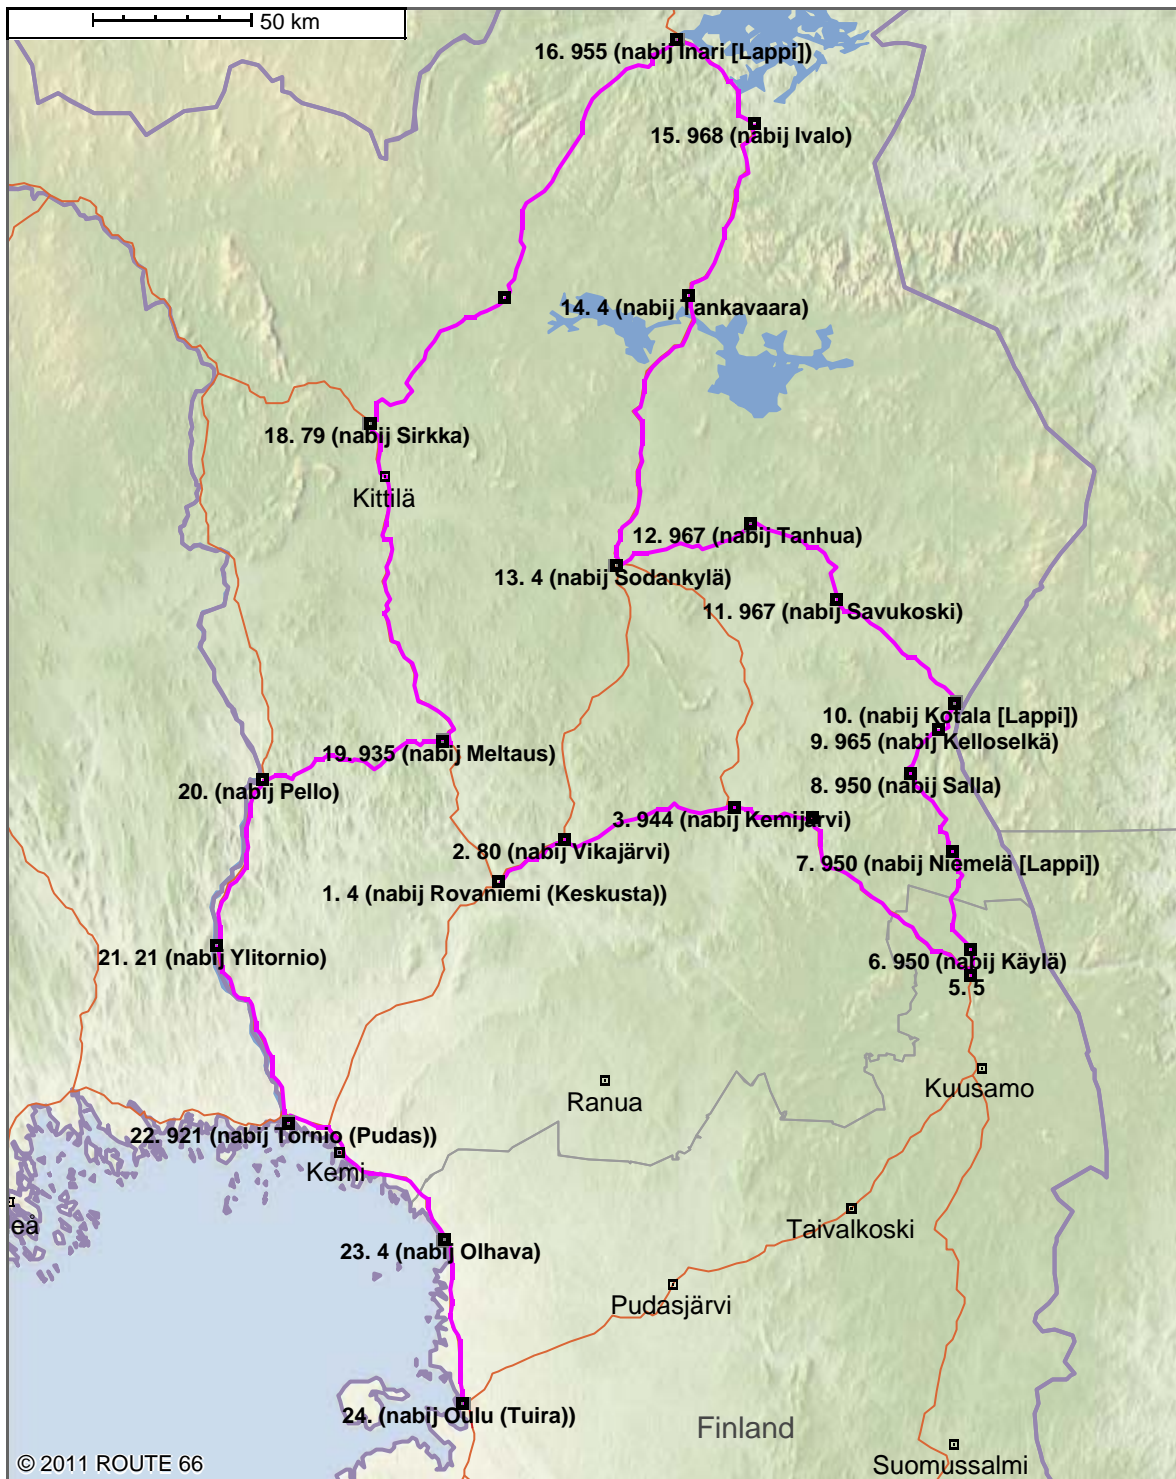 50 km
16. 955 (nabij Inari [Lappi])
15. 968 (nabij Ivalo)
14. 4 (nabij Tankavaara)
18. 79 (nabij Sirkka)
Kittilä
12. 967 (nabij Tanhua)
13. 4 (nabij Sodankylä)
11. 967 (nabij Savukoski)
10. (nabij Kotala [Lappi])
9. 965 (nabij Kelloselkä)
19. 935 (nabij Meltaus)
8. 950 (nabij Salla)
20. (nabij Pello)
3. 944 (nabij Kemijärvi)
2. 80 (nabij Vikajärvi)
7. 950 (nabij Niemelä [Lappi])
1. 4 (nabij Rovaniemi (Keskusta))
21. 21 (nabij Ylitornio)
6. 950 (nabij Käylä)
5. 5
Kuusamo
Ranua
22. 921 (nabij Tornio (Pudas))
Kemi
eå
Taivalkoski
23. 4 (nabij Olhava)
Pudasjärvi
24. (nabij Oulu (Tuira))
Finland
© 2011 ROUTE 66
Suomussalmi